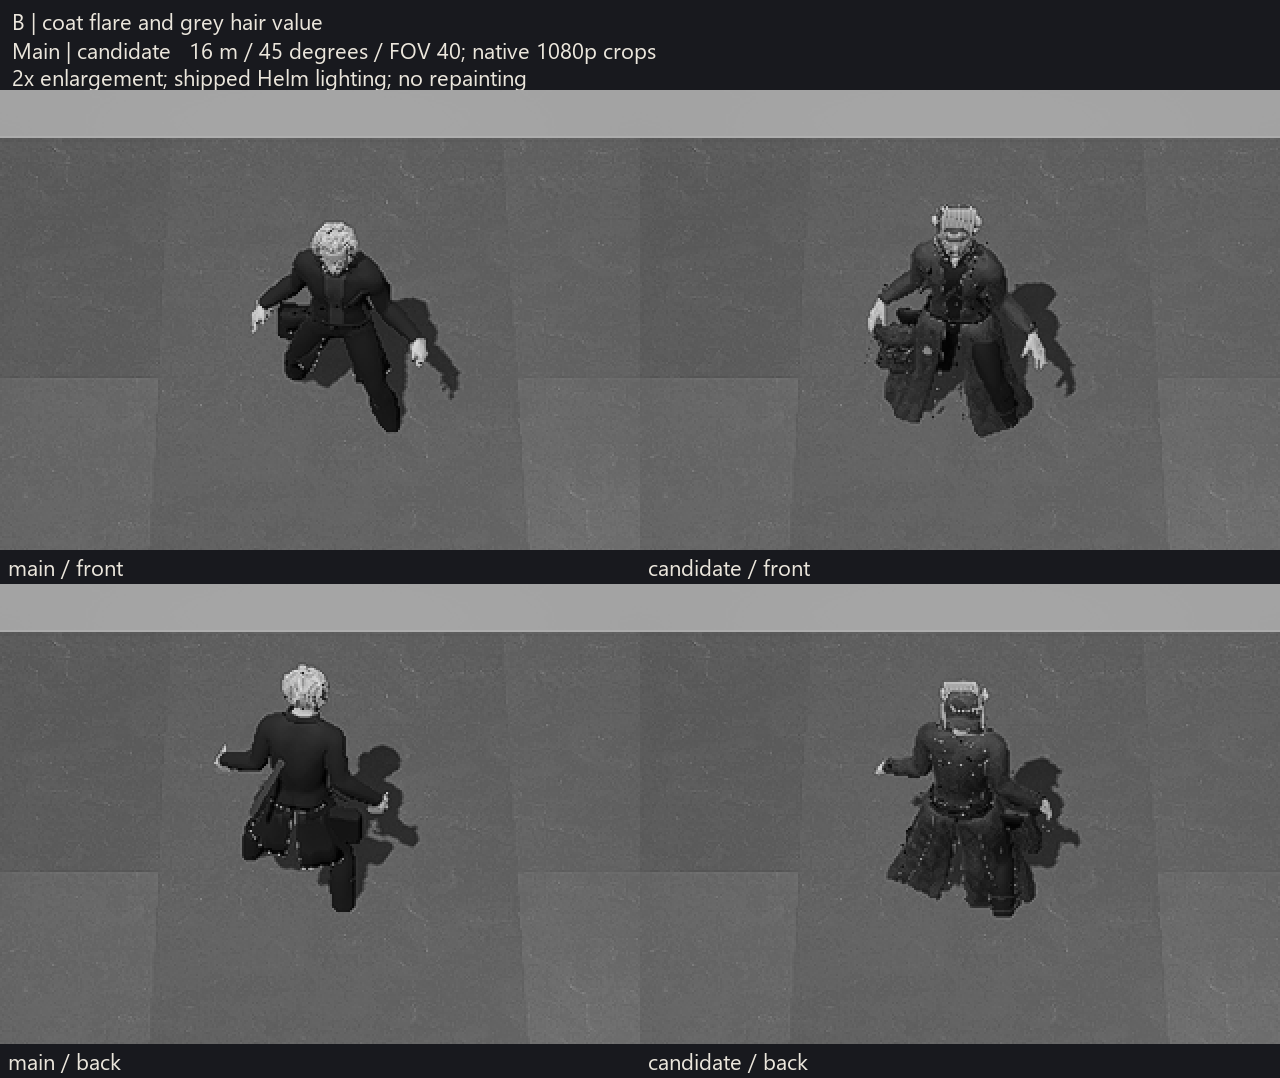 B | coat flare and grey hair value
Main | candidate   16 m / 45 degrees / FOV 40; native 1080p crops
2x enlargement; shipped Helm lighting; no repainting
main / front
candidate / front
main / back
candidate / back